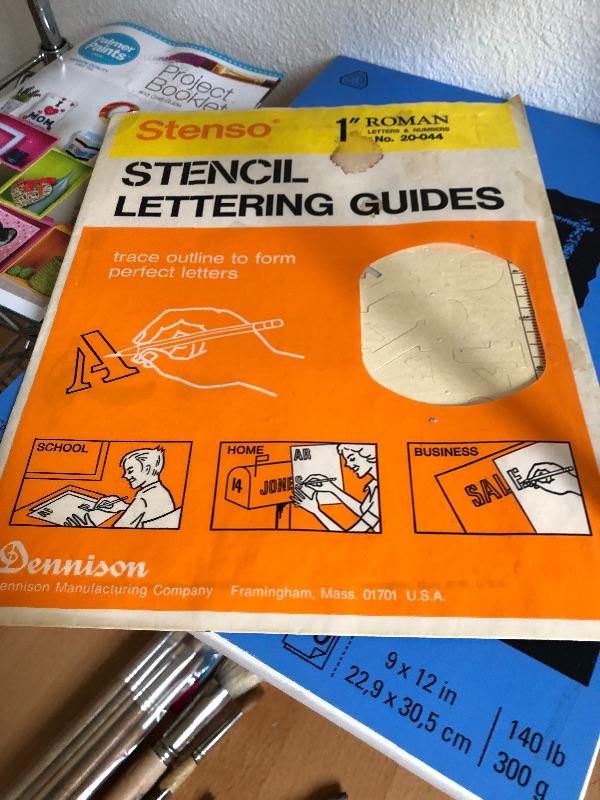 Palmer
Paints
Project
Booklet
I ♥
MOM
Stenso®
1" ROMAN
LETTERS & NUMBERS
No. 20-044
STENCIL
LETTERING GUIDES
trace outline to form
perfect letters
A
SCHOOL
HOME
AR
14
JONES
BUSINESS
SALE
Dennison
ennison Manufacturing Company Framingham, Mass. 01701 U.S.A.
9 x 12 in
22,9 x 30,5 cm
140 lb
300 g